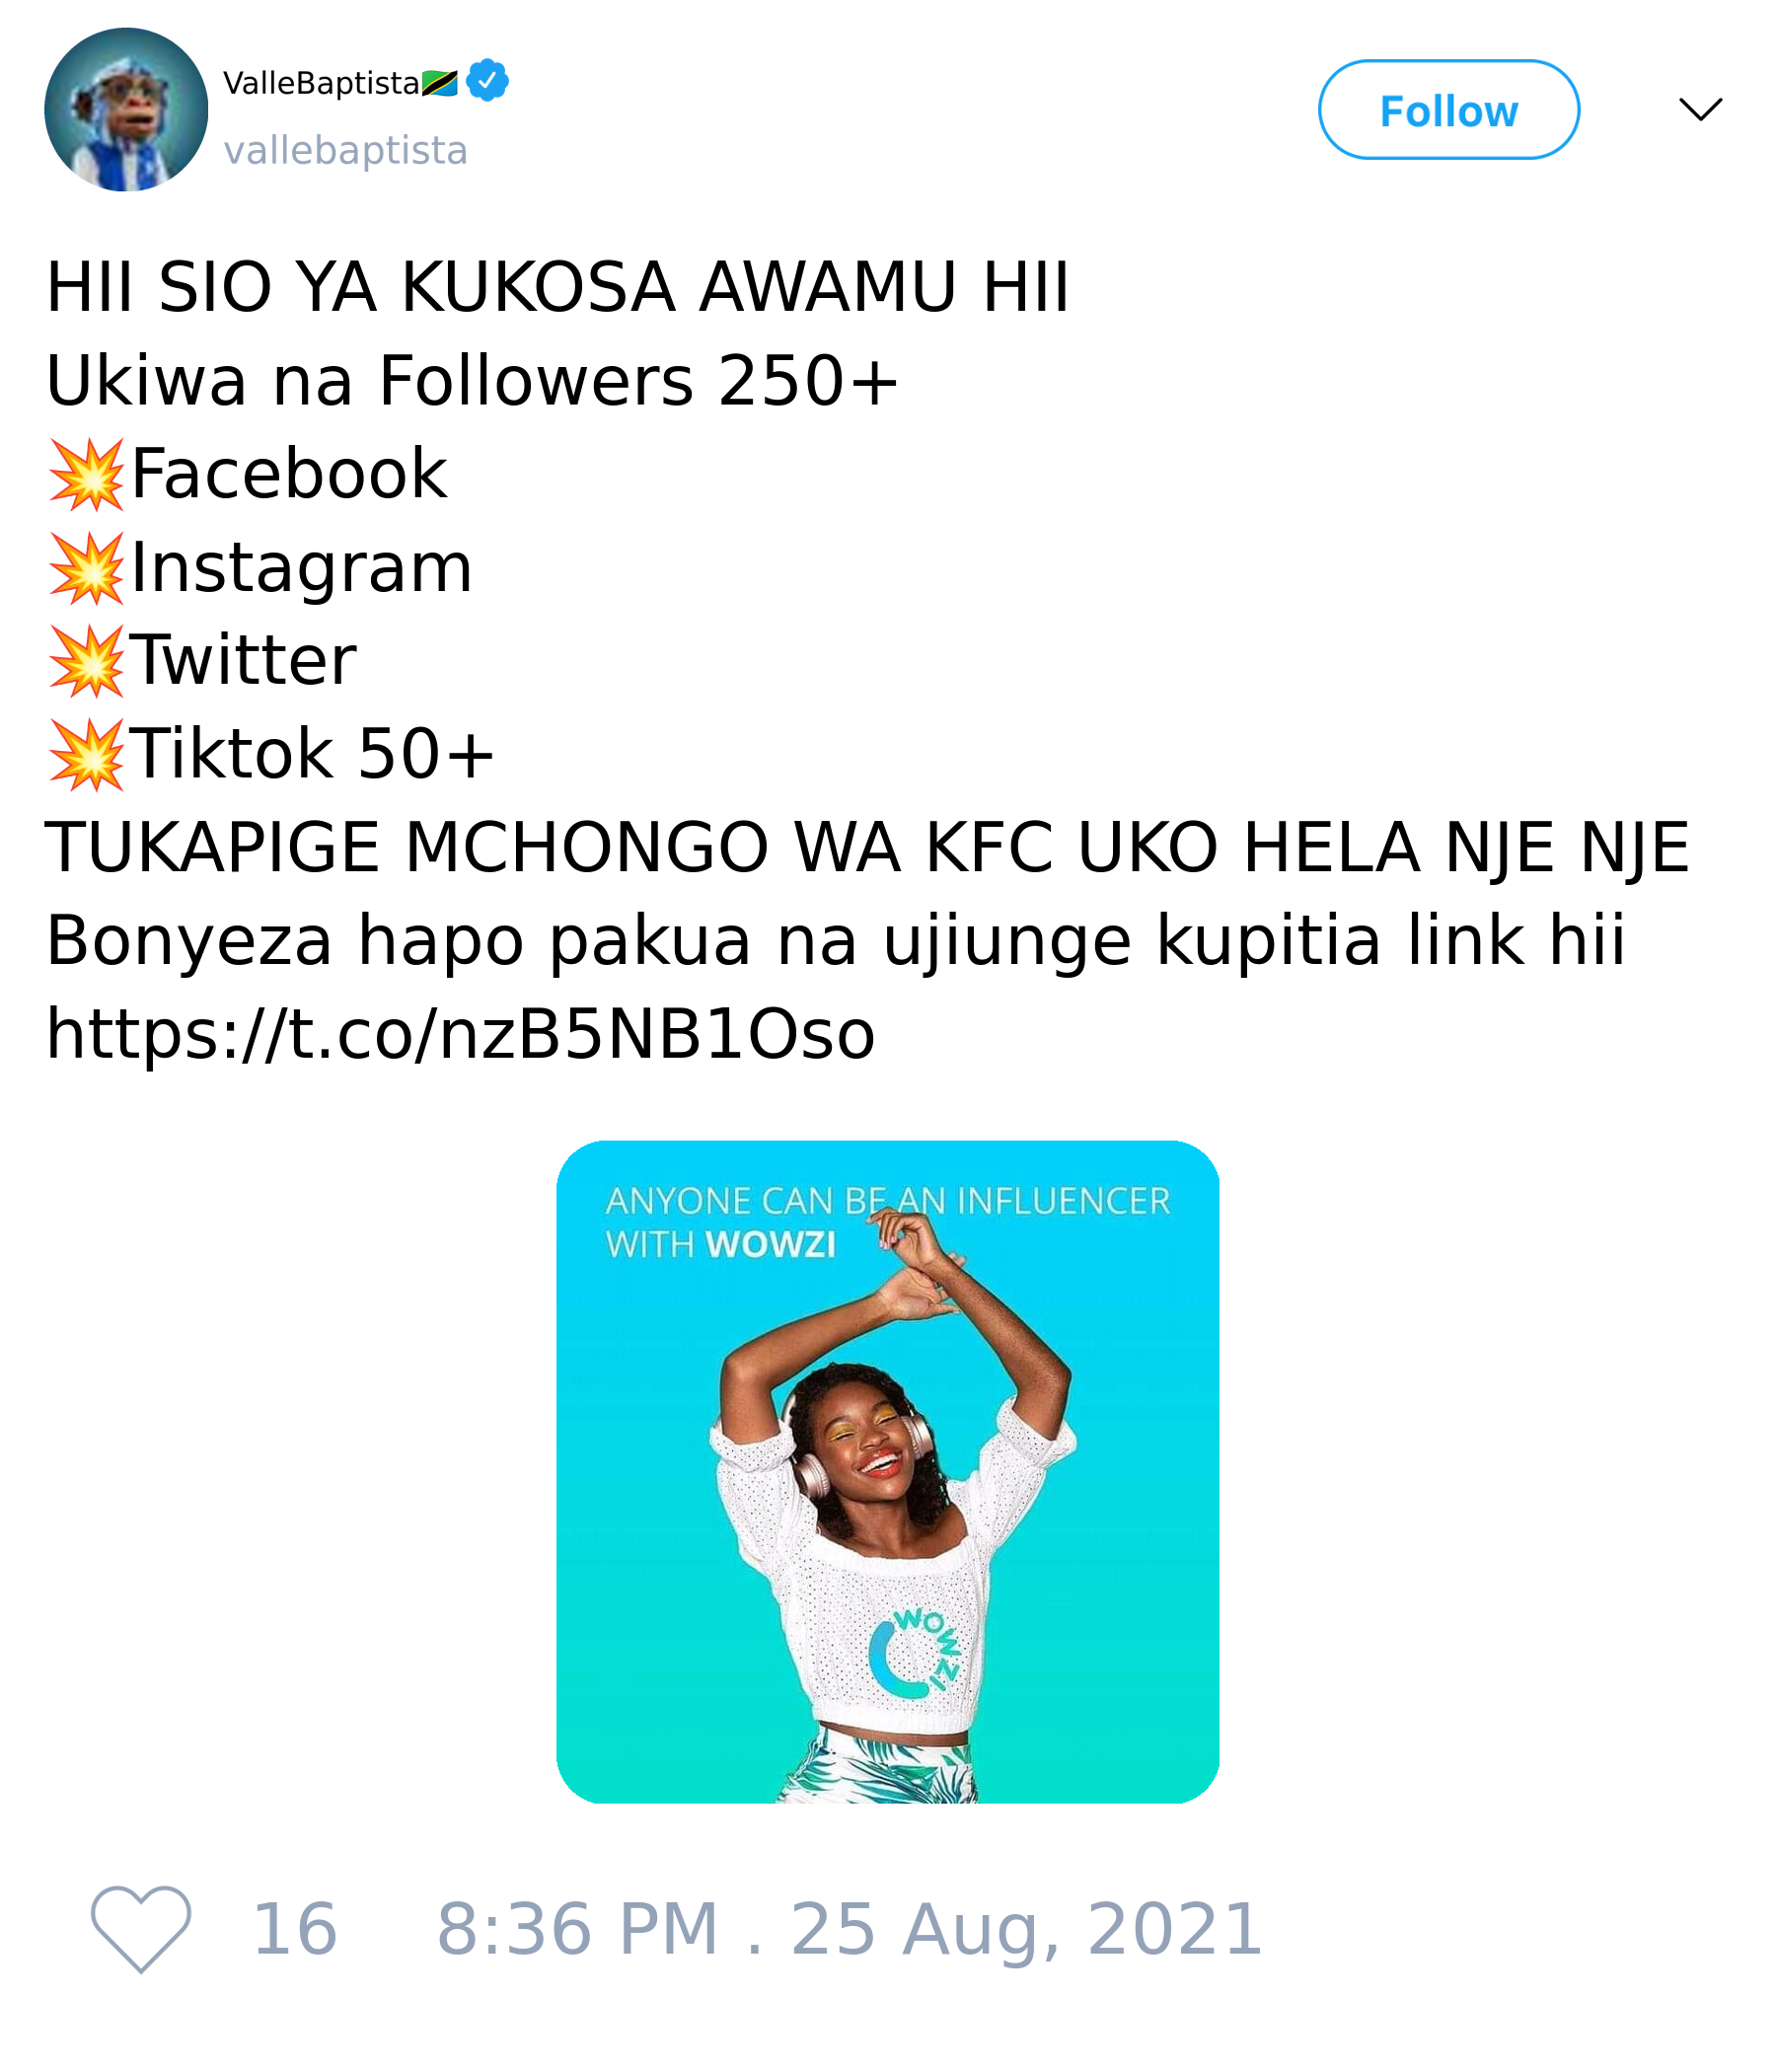 ValleBaptista🇹🇿
vallebaptista
Follow
HII SIO YA KUKOSA AWAMU HII
Ukiwa na Followers 250+
💥Facebook
💥Instagram
💥Twitter
💥Tiktok 50+
TUKAPIGE MCHONGO WA KFC UKO HELA NJE NJE
Bonyeza hapo pakua na ujiunge kupitia link hii
https://t.co/nzB5NB1Oso
ANYONE CAN BE AN INFLUENCER
WITH WOWZI
WOWZI
16 8:36 PM . 25 Aug, 2021